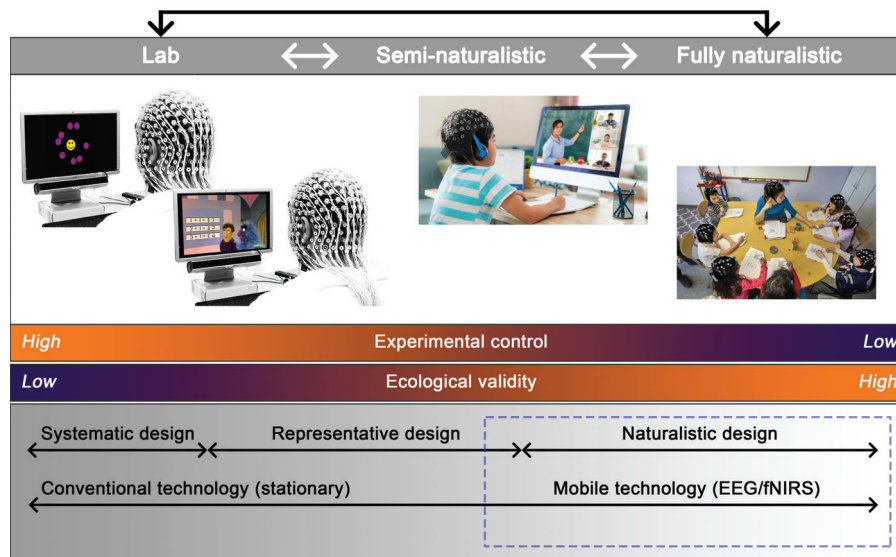 Lab
Semi-naturalistic
Fully naturalistic
High
Experimental control
Low
Low
Ecological validity
High
Systematic design
Representative design
Naturalistic design
Conventional technology (stationary)
Mobile technology (EEG/fNIRS)